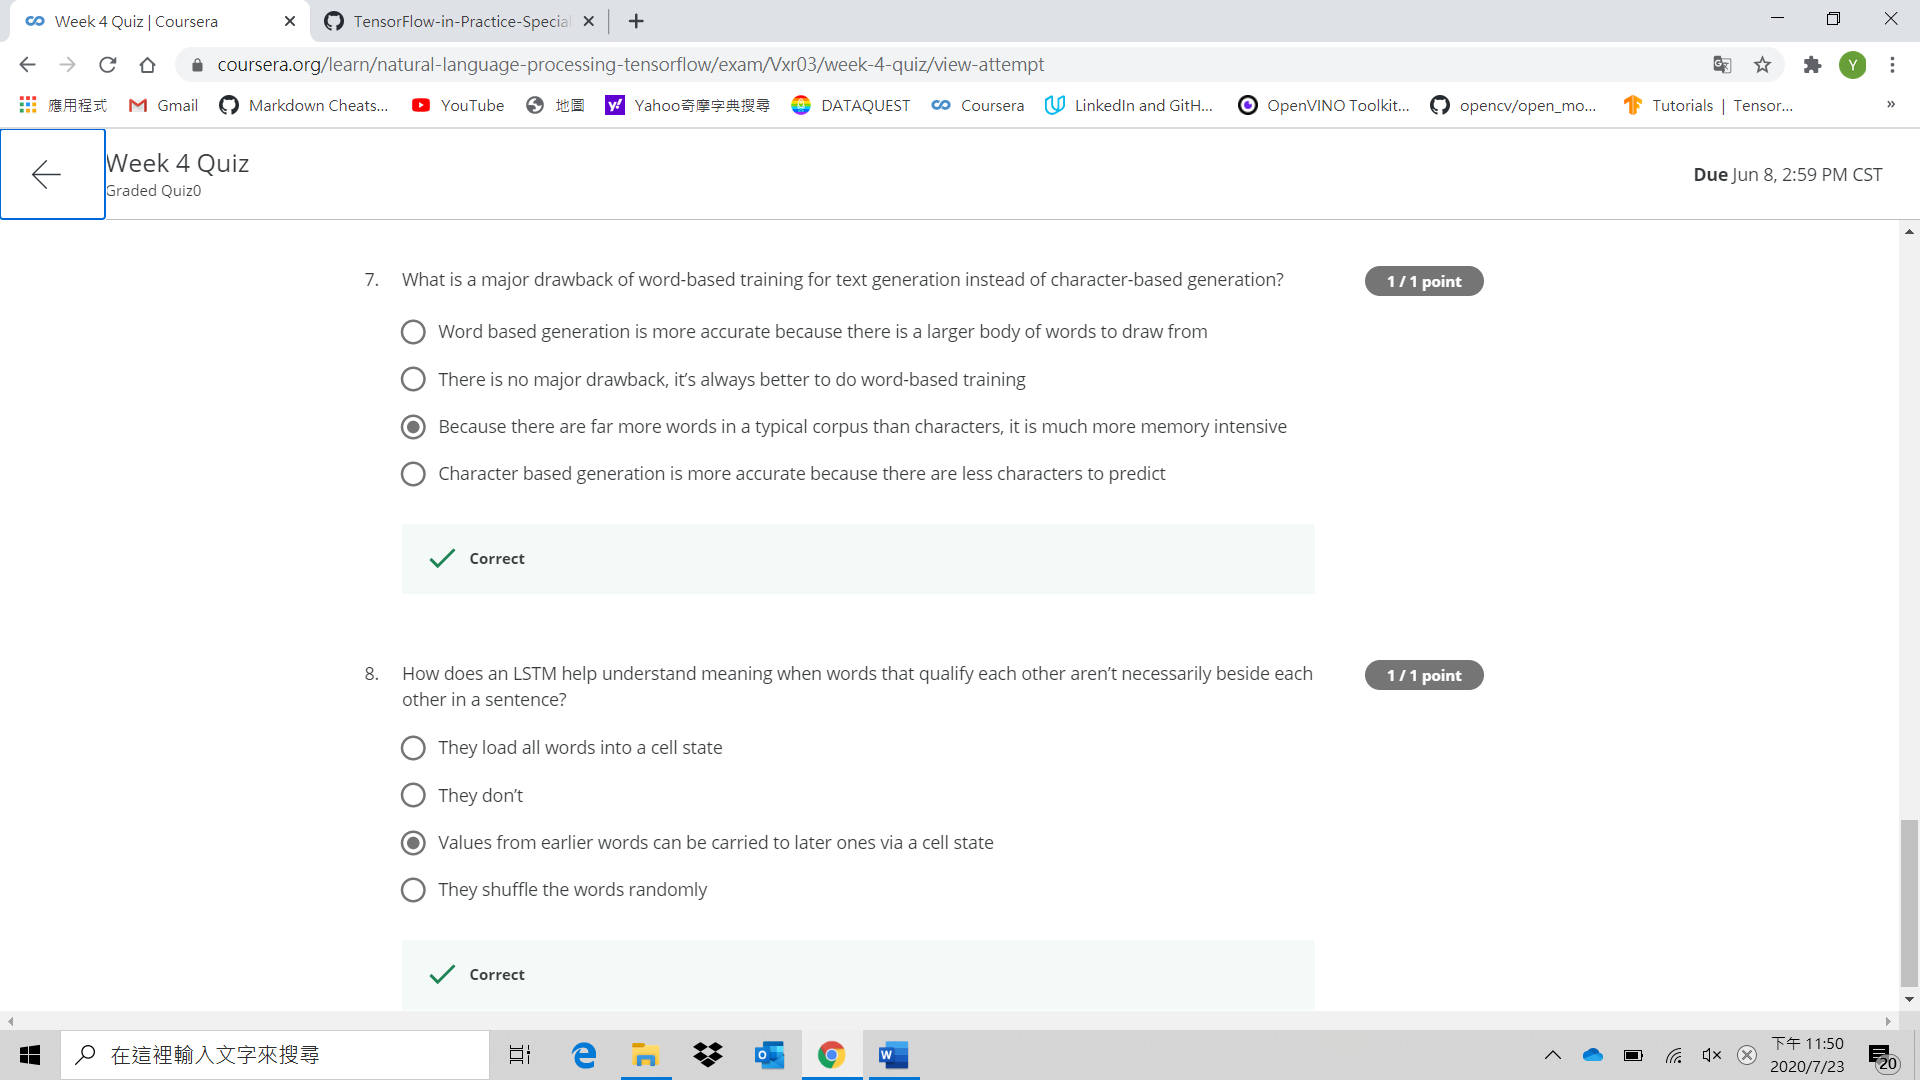 Week 4 Quiz | Coursera
TensorFlow-in-Practice-Special
coursera.org/learn/natural-language-processing-tensorflow/exam/Vxr03/week-4-quiz/view-attempt
Y
應用程式
Gmail
Markdown Cheats...
YouTube
地圖
Yahoo奇摩字典搜尋
DATAQUEST
Coursera
LinkedIn and GitH...
OpenVINO Toolkit...
opencv/open_mo...
Tutorials | Tensor...
»
Week 4 Quiz
Graded Quiz0
Due Jun 8, 2:59 PM CST
7. What is a major drawback of word-based training for text generation instead of character-based generation?
1 / 1 point
Word based generation is more accurate because there is a larger body of words to draw from
There is no major drawback, it’s always better to do word-based training
Because there are far more words in a typical corpus than characters, it is much more memory intensive
Character based generation is more accurate because there are less characters to predict
Correct
8. How does an LSTM help understand meaning when words that qualify each other aren’t necessarily beside each
other in a sentence?
1 / 1 point
They load all words into a cell state
They don’t
Values from earlier words can be carried to later ones via a cell state
They shuffle the words randomly
Correct
在這裡輸入文字來搜尋
下午 11:50
2020/7/23
20